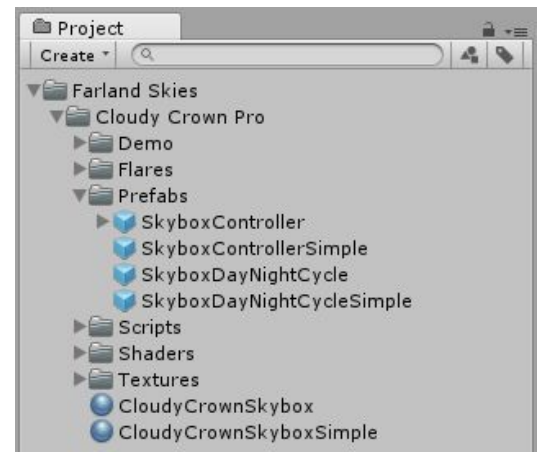 Project
Create
Farland Skies
Cloudy Crown Pro
Demo
Flares
Prefabs
SkyboxController
SkyboxControllerSimple
SkyboxDayNightCycle
SkyboxDayNightCycleSimple
Scripts
Shaders
Textures
CloudyCrownSkybox
CloudyCrownSkyboxSimple